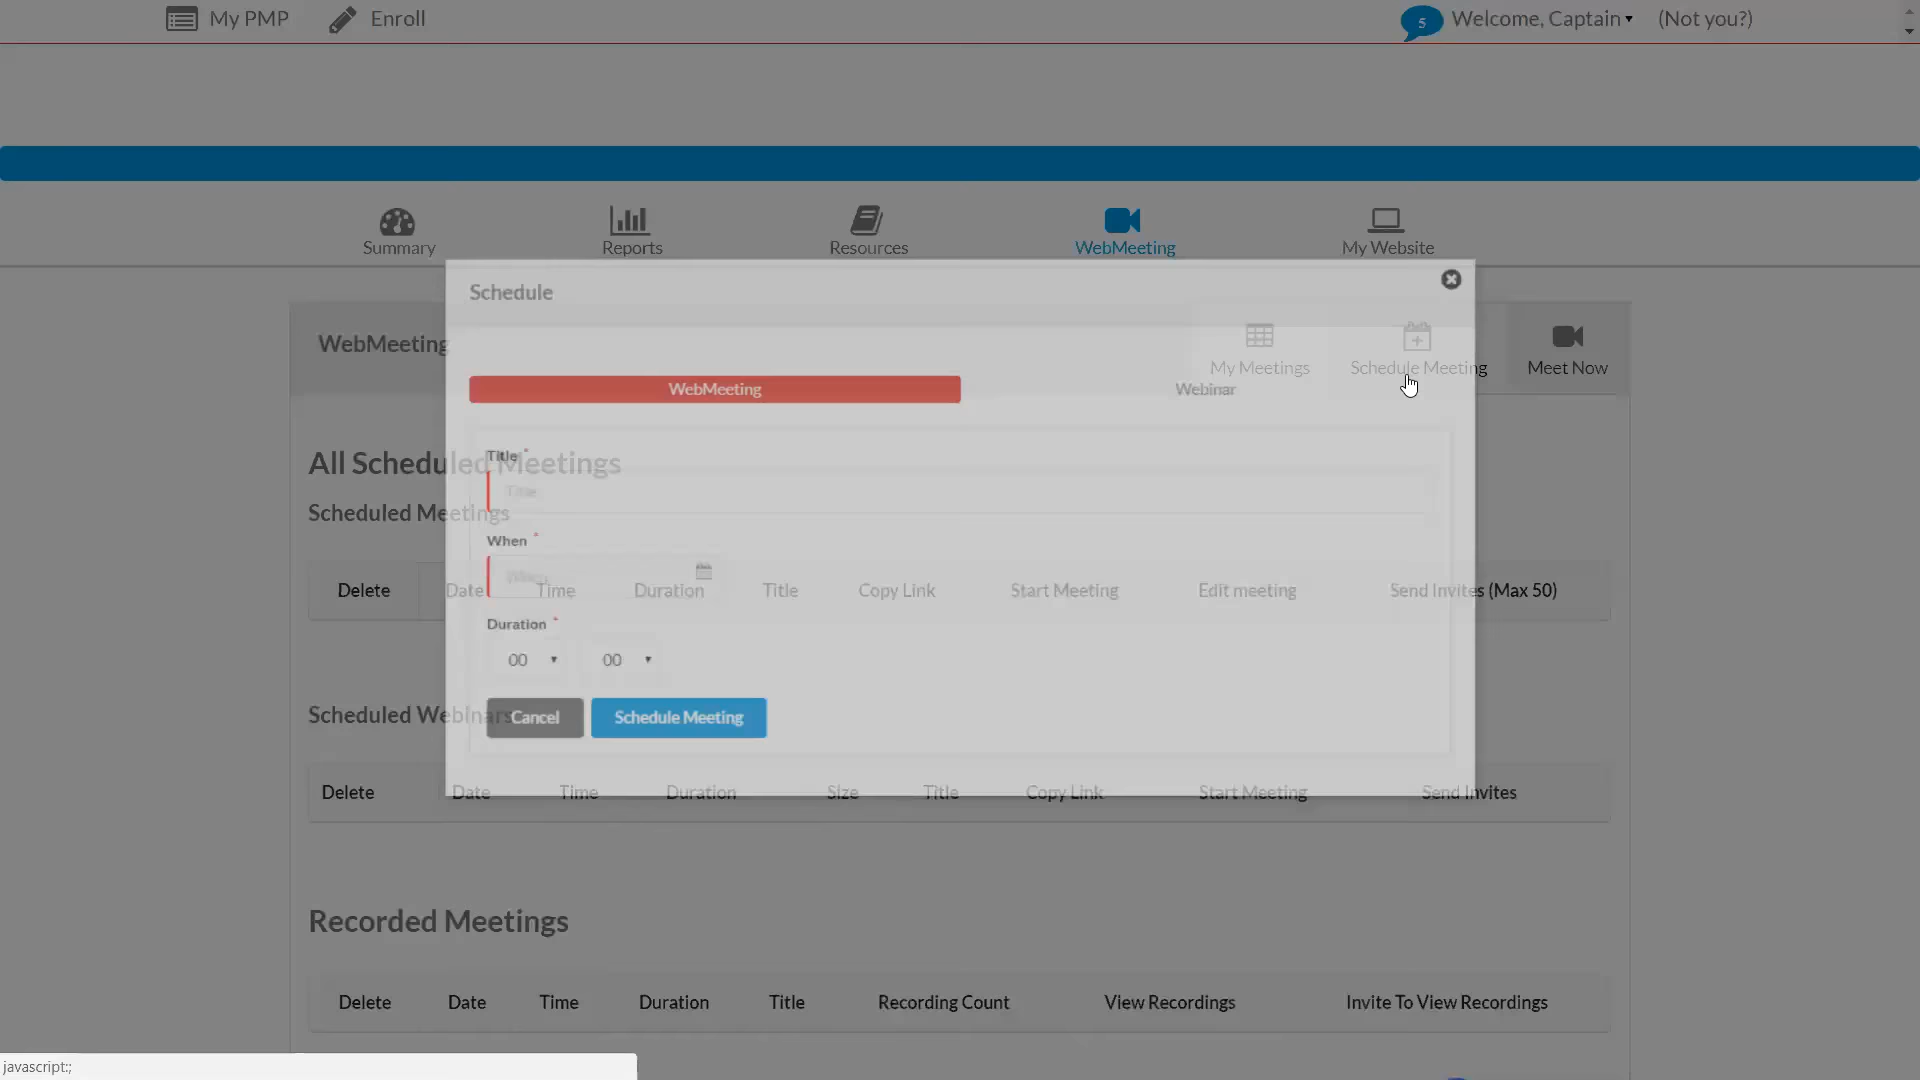 My PMP Enroll 5 Welcome, Captain (Not you?)
Summary Reports Resources WebMeeting My Website
Schedule
WebMeeting My Meetings Schedule Meeting Meet Now
WebMeeting Webinar
All Scheduled Meetings
Title *
Title
Scheduled Meetings
When *
When
Delete Date Time Duration Title Copy Link Start Meeting Edit meeting Send Invites (Max 50)
Duration *
00 00
Scheduled Webinars
Cancel Schedule Meeting
Delete Date Time Duration Size Title Copy Link Start Meeting Send Invites
Recorded Meetings
Delete Date Time Duration Title Recording Count View Recordings Invite To View Recordings
javascript:;